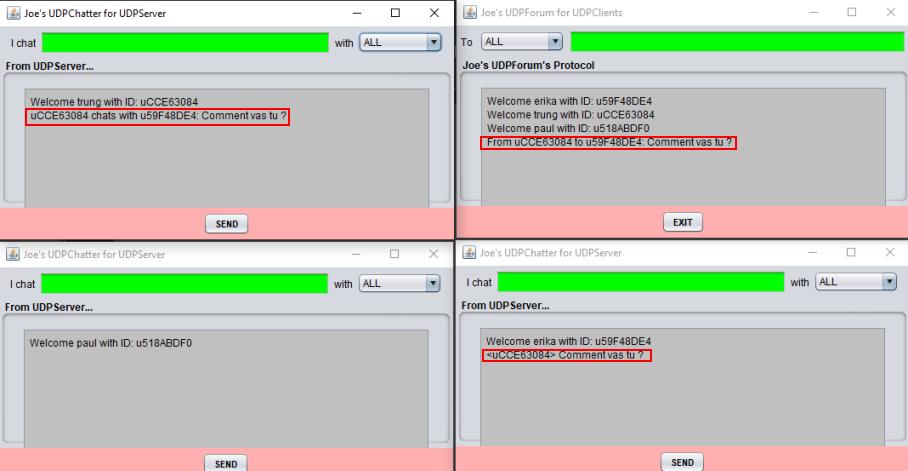 Joe's UDPChatter for UDPServer
I chat with ALL
From UDPServer...
Welcome trung with ID: uCCE63084
uCCE63084 chats with u59F48DE4: Comment vas tu ?
SEND
Joe's UDPForum for UDPClients
To ALL
Joe's UDPForum's Protocol
Welcome erika with ID: u59F48DE4
Welcome trung with ID: uCCE63084
Welcome paul with ID: u518ABDF0
From uCCE63084 to u59F48DE4: Comment vas tu ?
EXIT
Joe's UDPChatter for UDPServer
I chat with ALL
From UDPServer...
Welcome paul with ID: u518ABDF0
SEND
Joe's UDPChatter for UDPServer
I chat with ALL
From UDPServer...
Welcome erika with ID: u59F48DE4
<uCCE63084> Comment vas tu ?
SEND